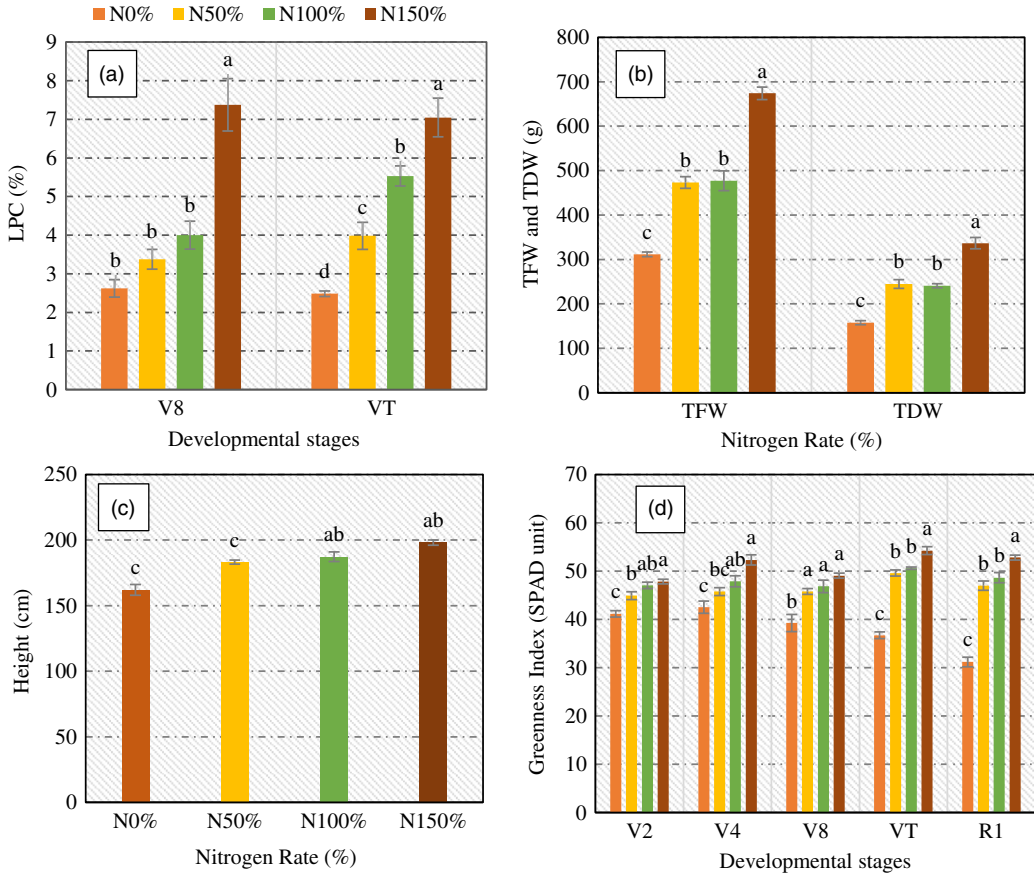 N0% N50% N100% N150%
(a)
LPC (%)
9
8
7
6
5
4
3
2
1
0
b b b a
d c b a
V8 VT
Developmental stages
(b)
TFW and TDW (g)
800
700
600
500
400
300
200
100
0
c b b a
c b b a
TFW TDW
Nitrogen Rate (%)
(c)
Height (cm)
250
200
150
100
50
0
c c ab ab
N0% N50% N100% N150%
Nitrogen Rate (%)
(d)
Greenness Index (SPAD unit)
70
60
50
40
30
20
10
0
c b ab a
c bc ab a
b a a a
c b b a
c b b a
V2 V4 V8 VT R1
Developmental stages